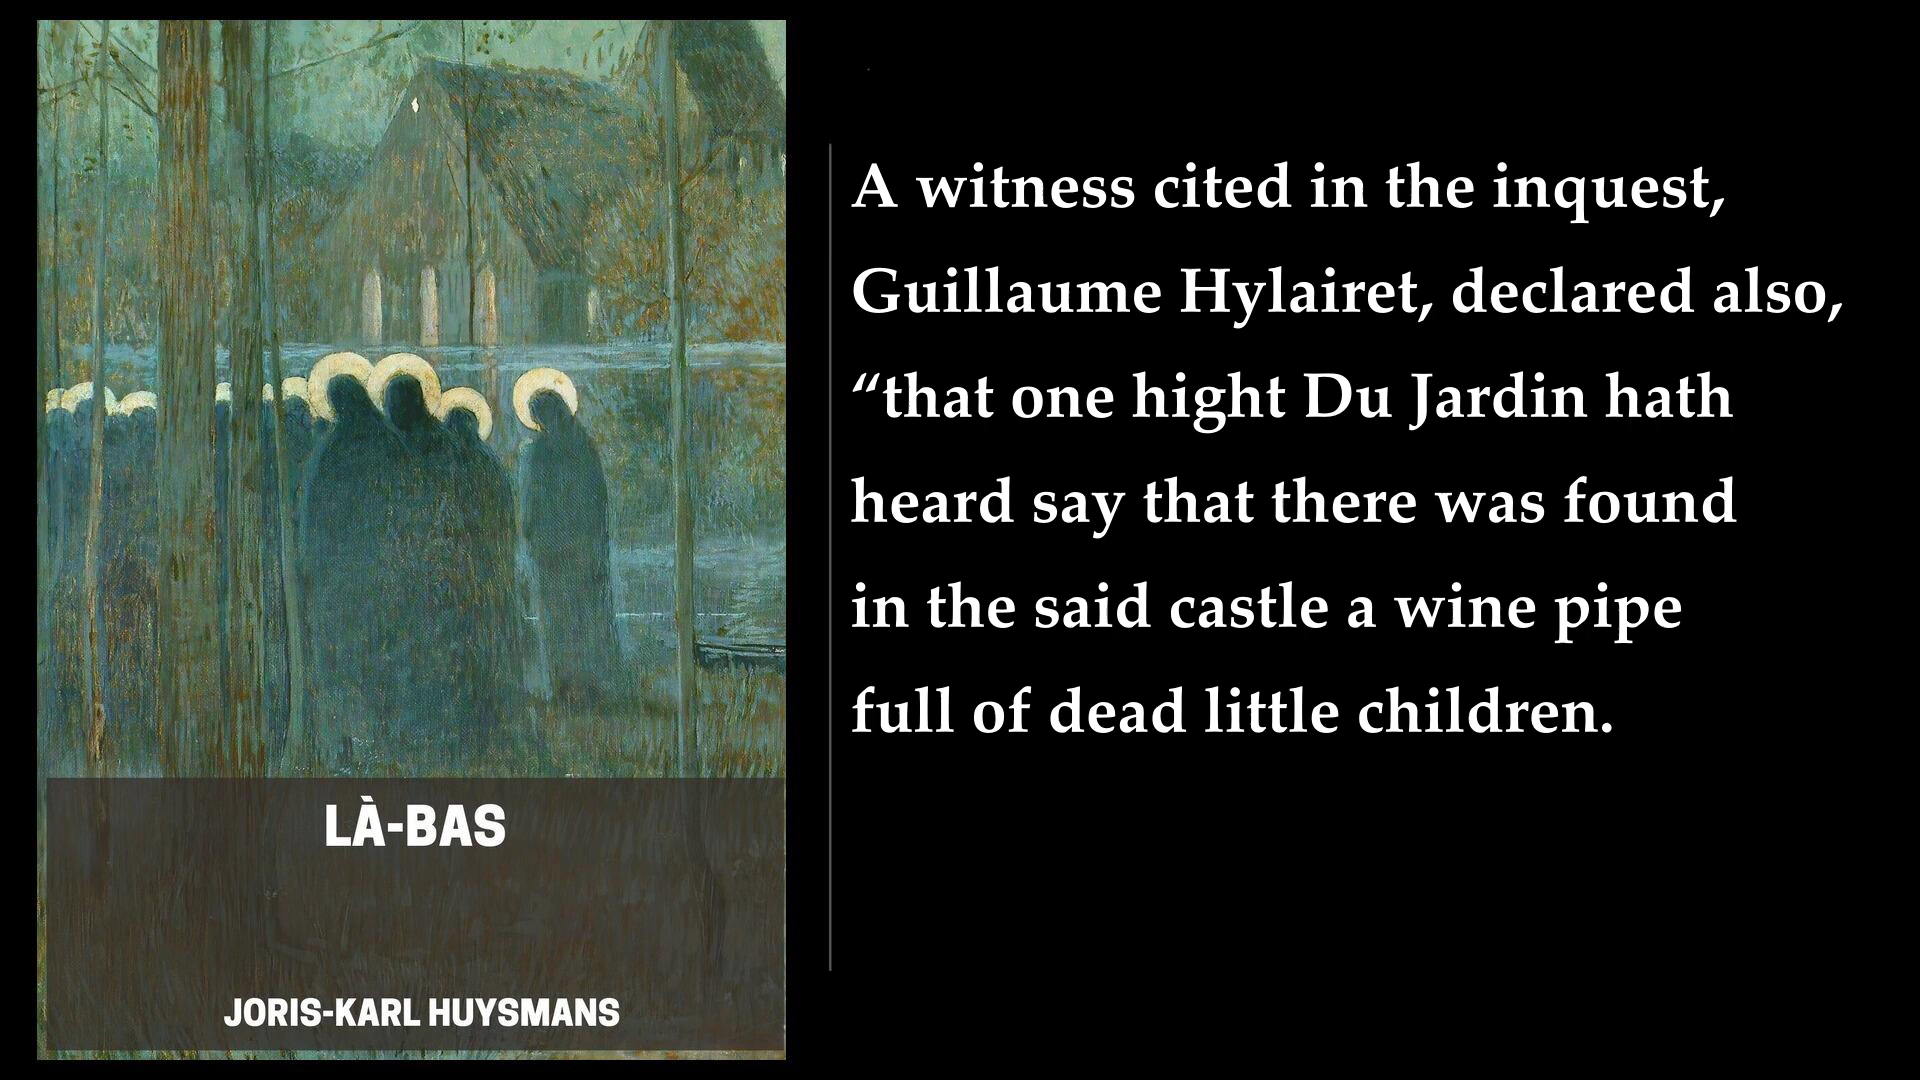 LÀ-BAS
JORIS-KARL HUYSMANS
A witness cited in the inquest,
Guillaume Hylairet, declared also,
“that one hight Du Jardin hath
heard say that there was found
in the said castle a wine pipe
full of dead little children.